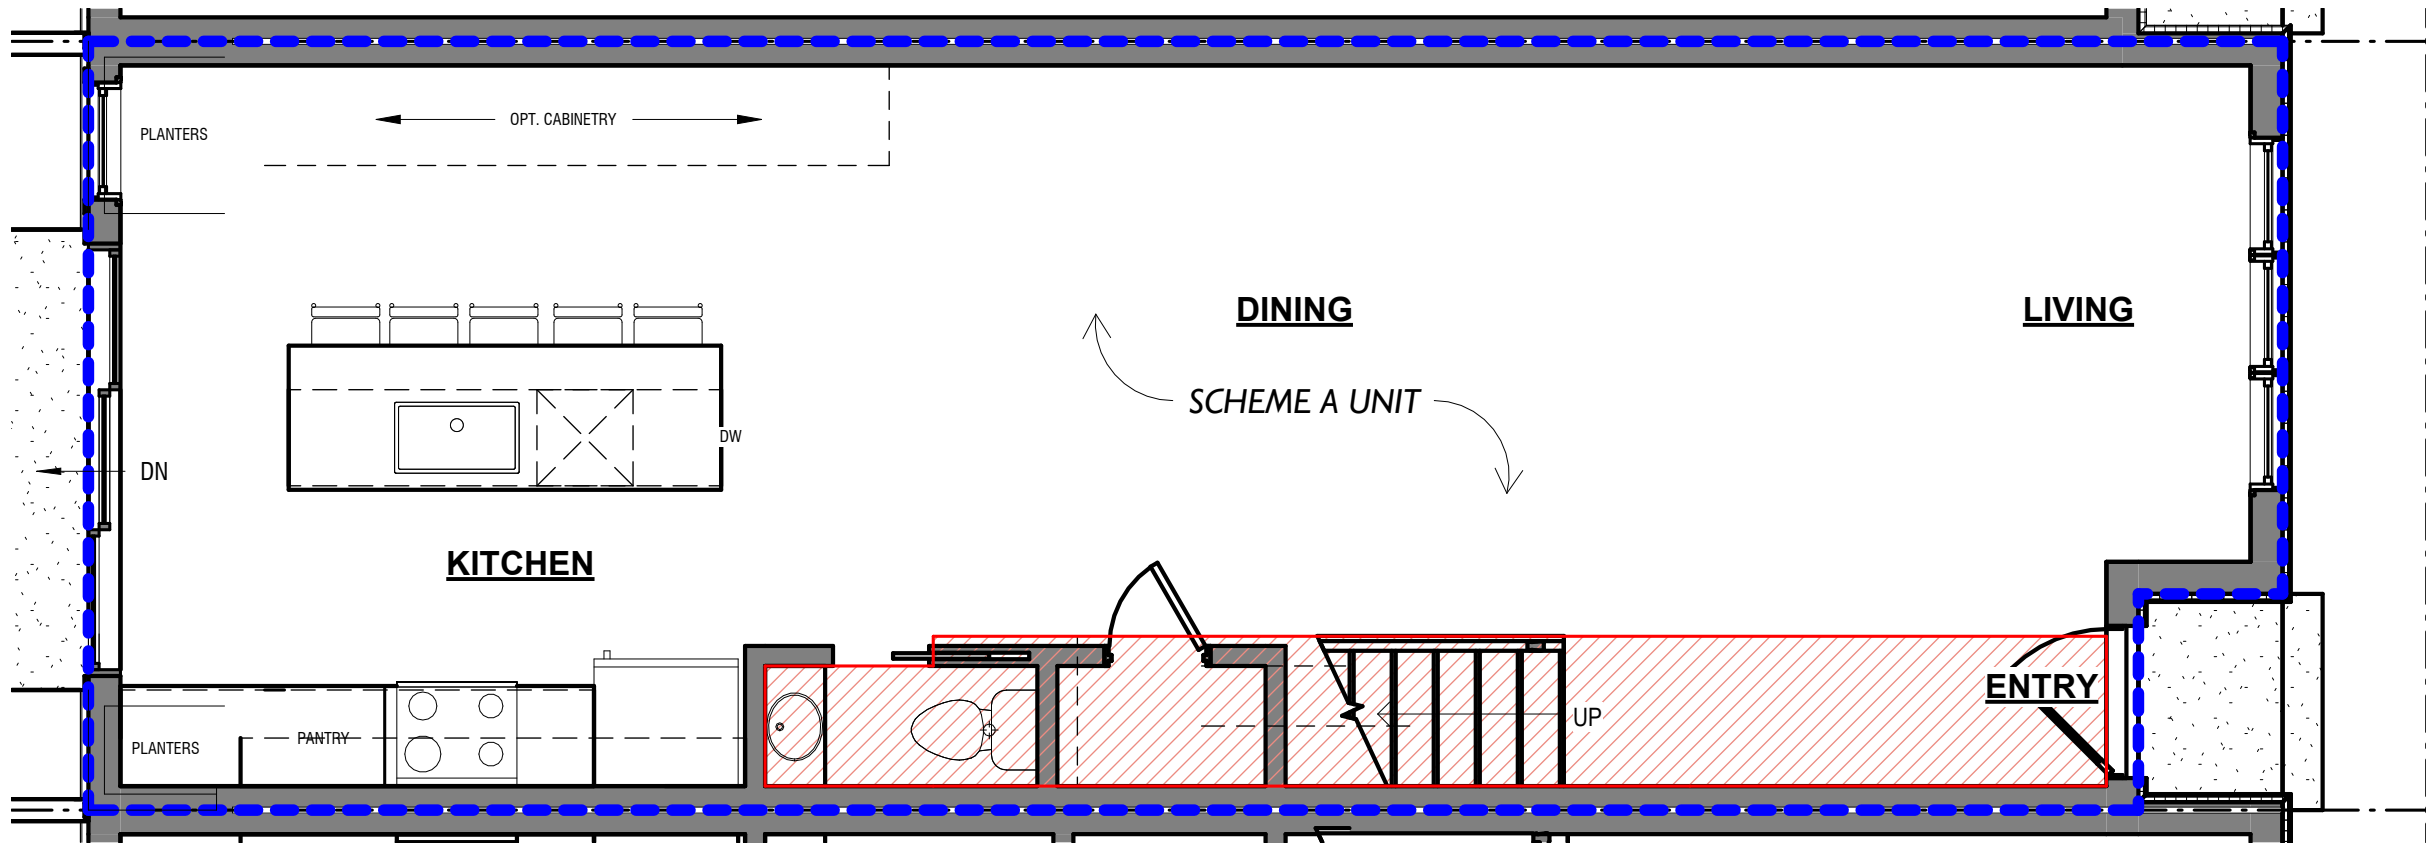 PLANTERS
OPT. CABINETRY
DINING
LIVING
SCHEME A UNIT
DW
DN
KITCHEN
ENTRY
UP
PANTRY
PLANTERS